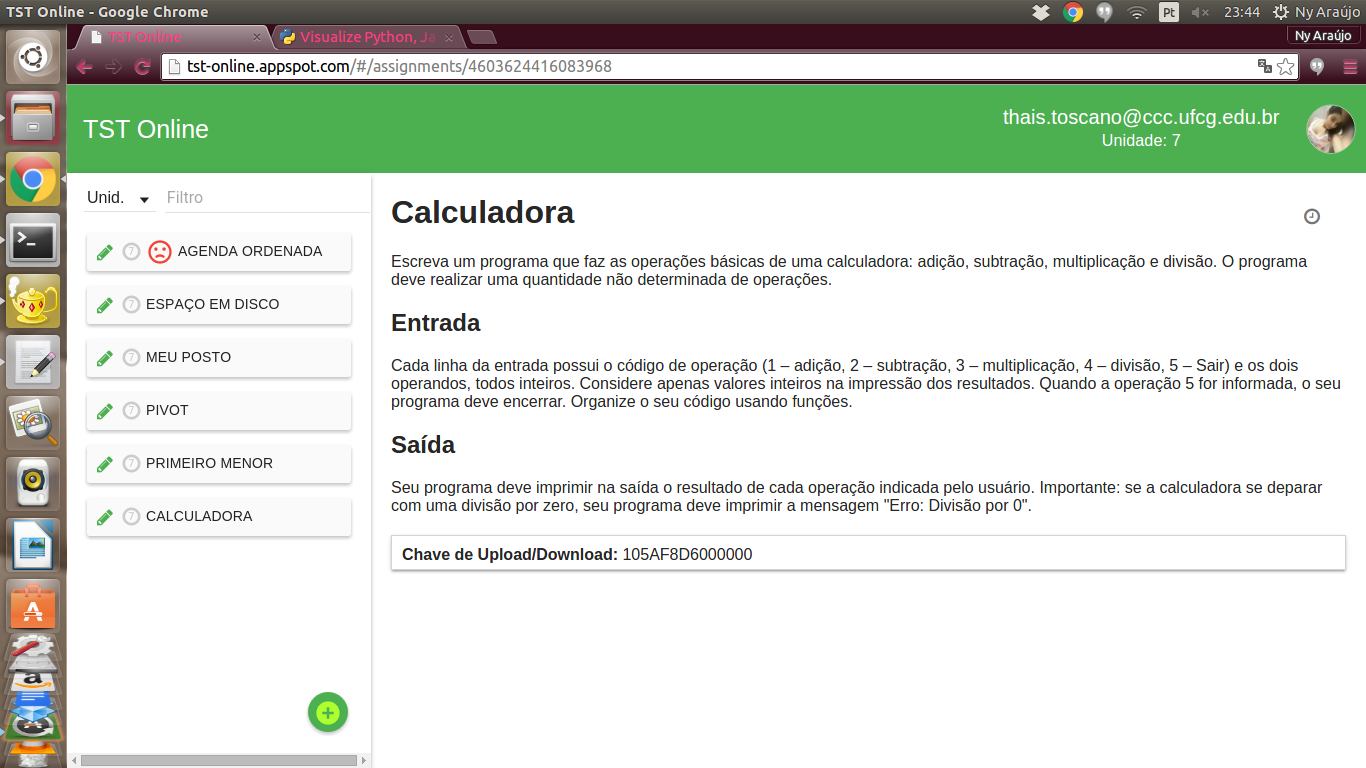 TST Online - Google Chrome
Pt
23:44
Ny Araújo
TST Online
Visualize Python, Ja
Ny Araújo
tst-online.appspot.com/#/assignments/4603624416083968
TST Online
thais.toscano@ccc.ufcg.edu.br
Unidade: 7
Unid.
Filtro
7 AGENDA ORDENADA
7 ESPAÇO EM DISCO
7 MEU POSTO
7 PIVOT
7 PRIMEIRO MENOR
7 CALCULADORA
Calculadora
Escreva um programa que faz as operações básicas de uma calculadora: adição, subtração, multiplicação e divisão. O programa
deve realizar uma quantidade não determinada de operações.
Entrada
Cada linha da entrada possui o código de operação (1 – adição, 2 – subtração, 3 – multiplicação, 4 – divisão, 5 – Sair) e os dois
operandos, todos inteiros. Considere apenas valores inteiros na impressão dos resultados. Quando a operação 5 for informada, o seu
programa deve encerrar. Organize o seu código usando funções.
Saída
Seu programa deve imprimir na saída o resultado de cada operação indicada pelo usuário. Importante: se a calculadora se deparar
com uma divisão por zero, seu programa deve imprimir a mensagem "Erro: Divisão por 0".
Chave de Upload/Download: 105AF8D6000000